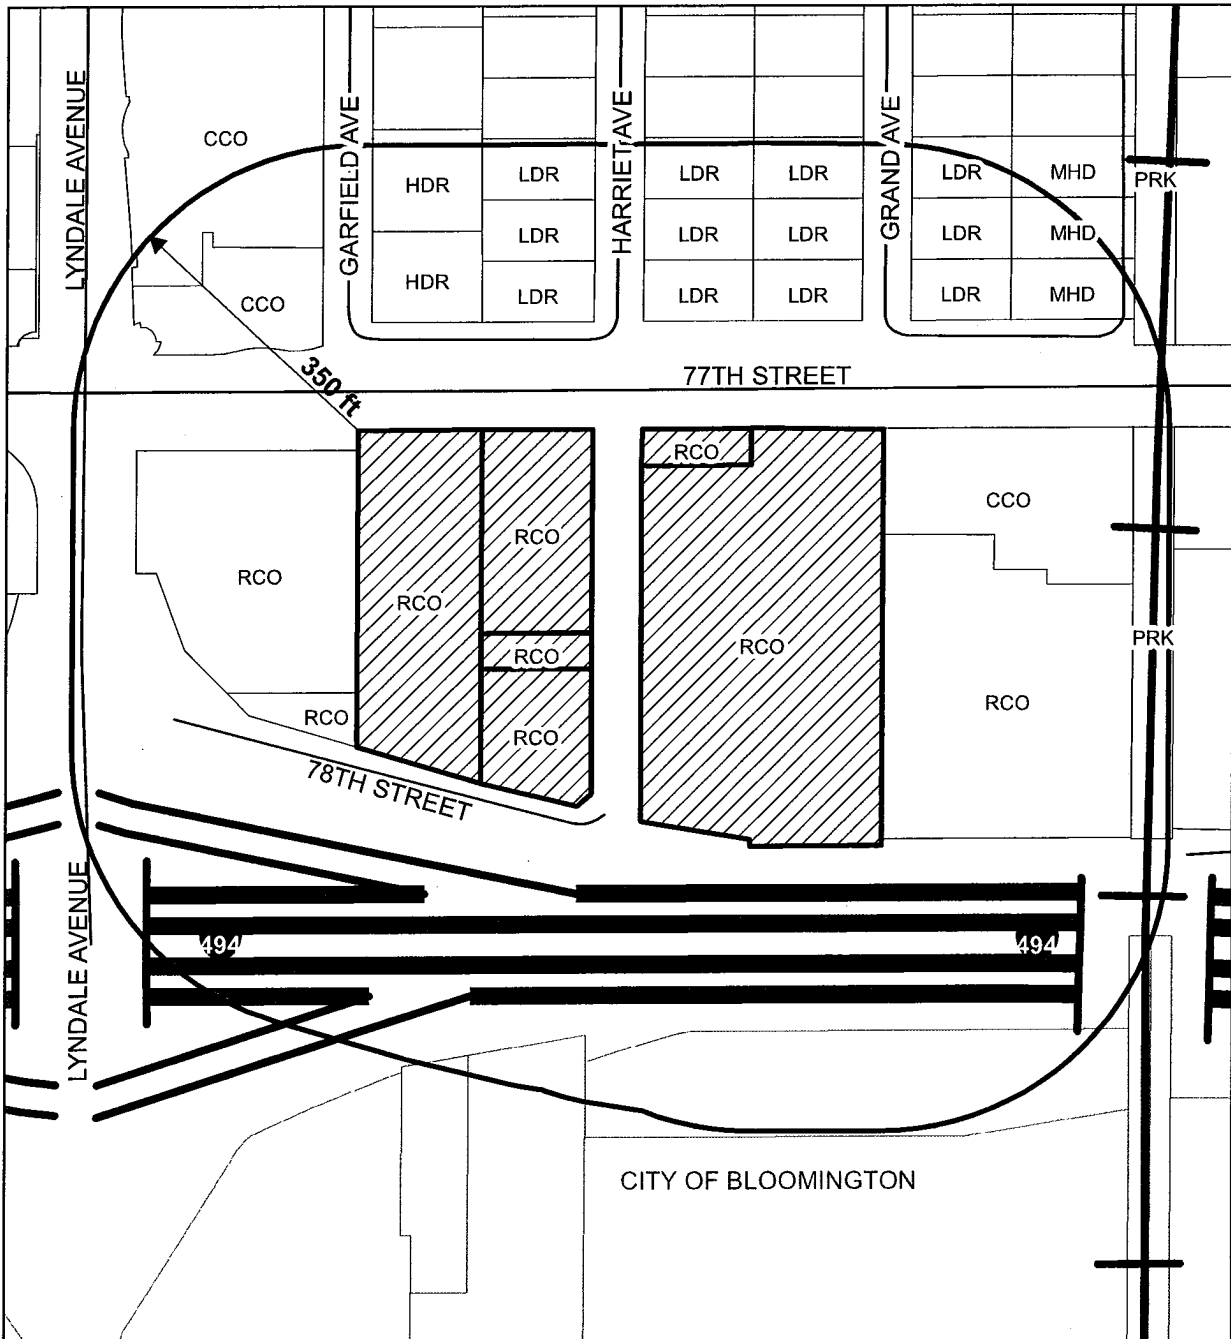 LYNDALE AVENUE
CCO
GARFIELD AVE
HARRIET AVE
GRAND AVE
HDR
LDR
LDR
LDR
LDR
MHD
PRK
LDR
LDR
LDR
LDR
MHD
HDR
CCO
LDR
LDR
LDR
LDR
MHD
350 ft
77TH STREET
RCO
CCO
RCO
RCO
RCO
RCO
RCO
PRK
RCO
RCO
RCO
RCO
78TH STREET
LYNDALE AVENUE
494
494
CITY OF BLOOMINGTON